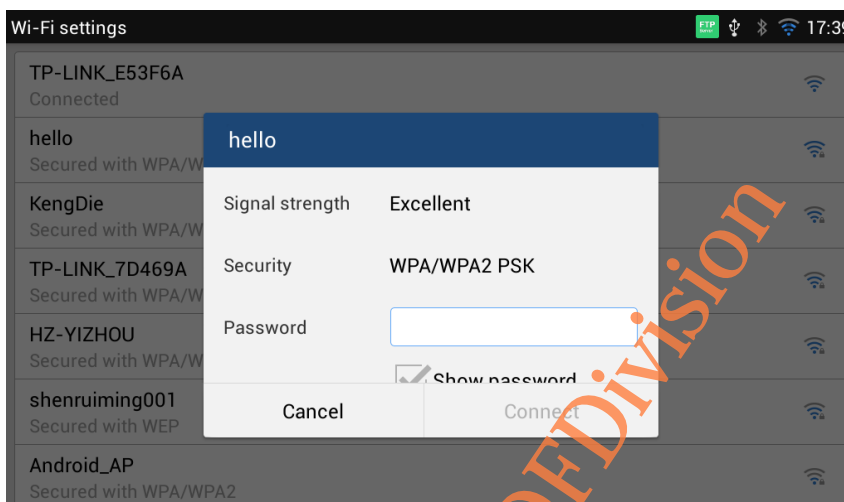 Wi-Fi settings
FTP
17:39
TP-LINK_E53F6A
Connected
hello
Secured with WPA/W
KengDie
Secured with WPA/W
TP-LINK_7D469A
Secured with WPA/W
HZ-YIZHOU
Secured with WPA/W
shenruiming001
Secured with WEP
Android_AP
Secured with WPA/WPA2
hello
Signal strength Excellent
Security WPA/WPA2 PSK
Password
Show password
Cancel Connect
PDFDivision